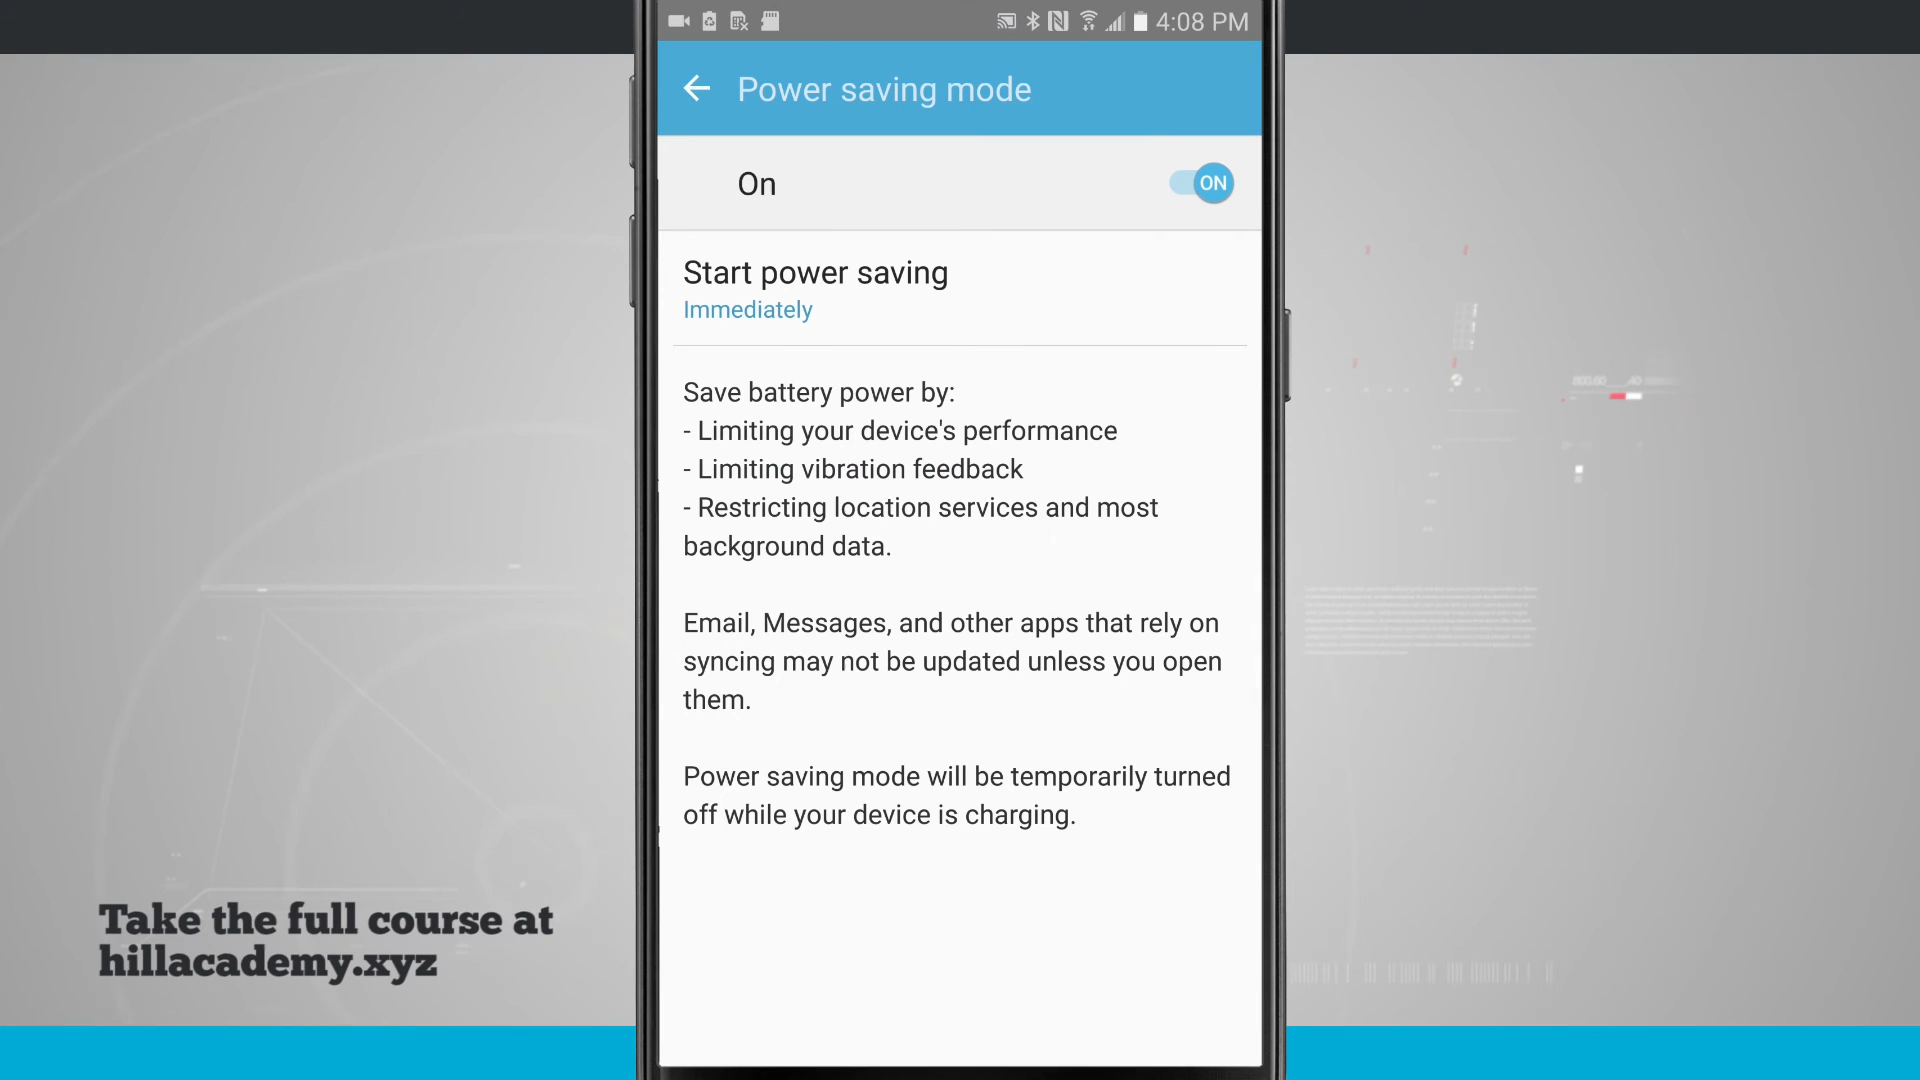 4:08 PM
Power saving mode
On
ON
Start power saving
Immediately
Save battery power by:
- Limiting your device's performance
- Limiting vibration feedback
- Restricting location services and most
background data.
Email, Messages, and other apps that rely on
syncing may not be updated unless you open
them.
Power saving mode will be temporarily turned
off while your device is charging.
Take the full course at
hillacademy.xyz